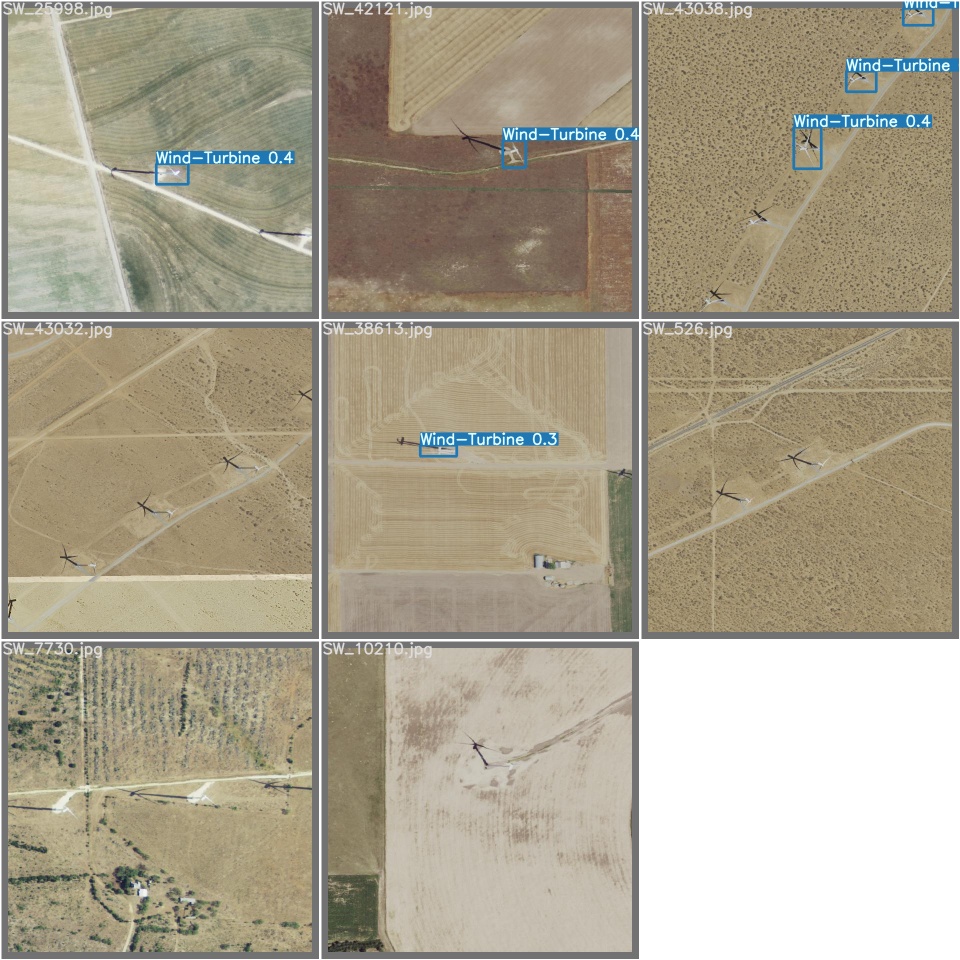 SW_25998.jpg
SW_42121.jpg
SW_43038.jpg
Wind-Turbine 0.4
Wind-Turbine 0.4
Wind-T
Wind-Turbine
Wind-Turbine 0.4
SW_43032.jpg
SW_38613.jpg
SW_526.jpg
Wind-Turbine 0.3
SW_7730.jpg
SW_10210.jpg